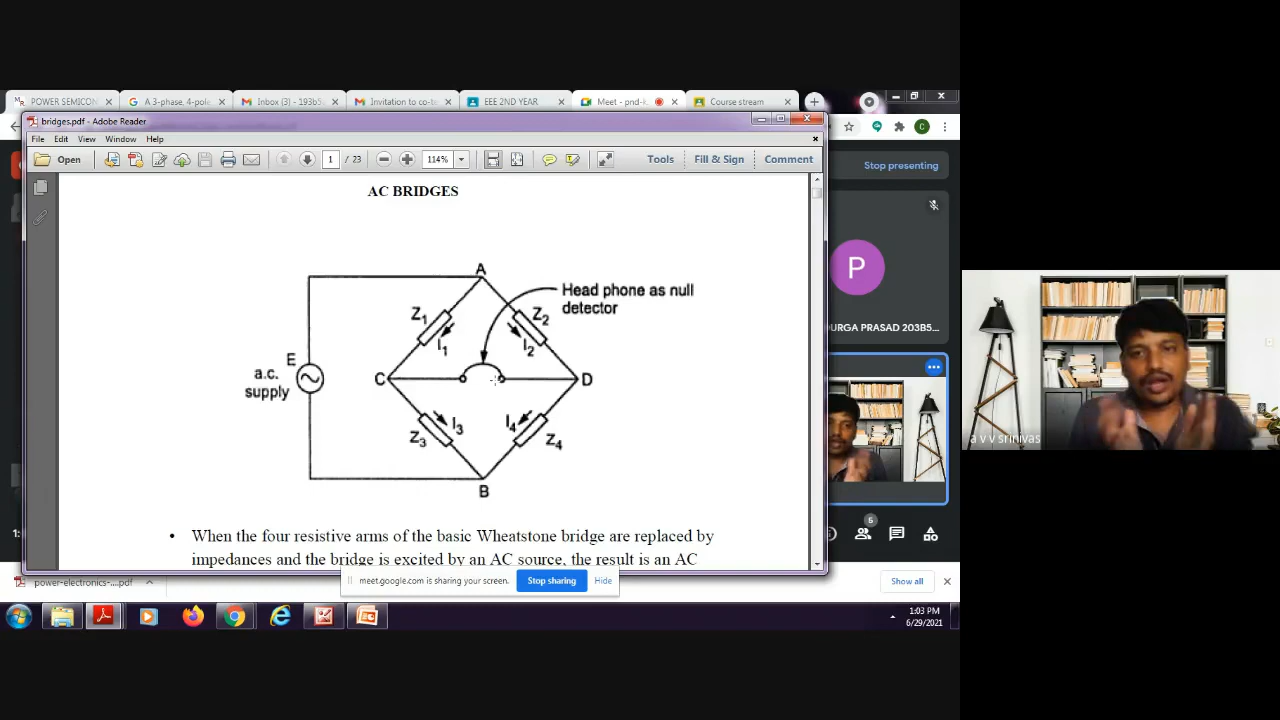 POWER SEMICON
A 3-phase, 4-pole
Inbox (3) - 193b5
Invitation to co-t
EEE 2ND YEAR
Meet - pnd-i
Course stream
bridges.pdf - Adobe Reader
File Edit View Window Help
Open
1 / 23
114%
Tools
Fill & Sign
Comment
C
Stop presenting
AC BRIDGES
A
Head phone as null
detector
Z1
Z2
I1
I2
E
a.c.
supply
C
D
I3
I4
Z3
Z4
B
• When the four resistive arms of the basic Wheatstone bridge are replaced by
impedances and the bridge is excited by an AC source, the result is an AC
P
DURGA PRASAD 203B5...
a v v srinivas
6
meet.google.com is sharing your screen.
Stop sharing
Hide
power-electronics-....pdf
Show all
1:03 PM
6/29/2021